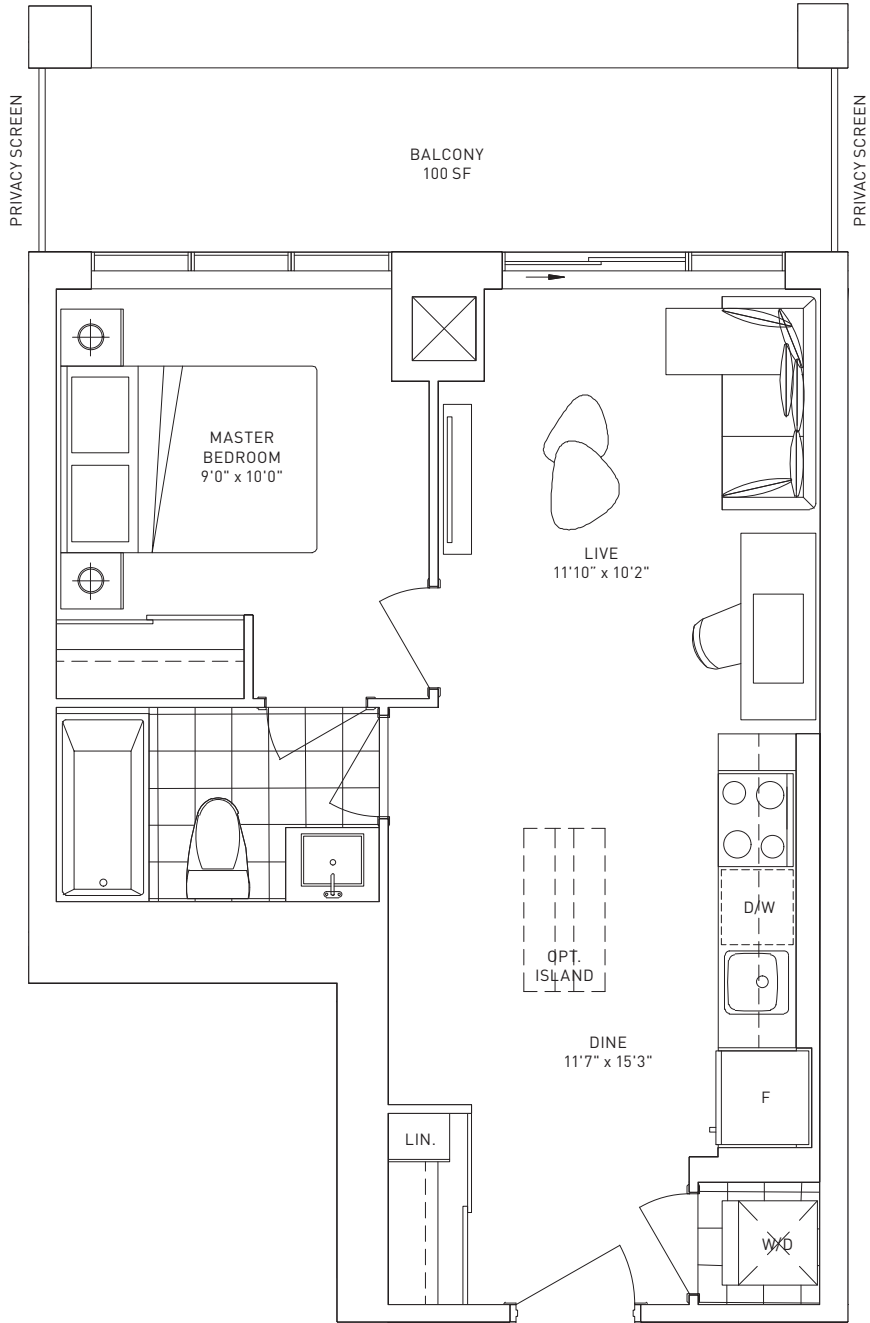 PRIVACY SCREEN
PRIVACY SCREEN
BALCONY
100 SF
MASTER
BEDROOM
9'0" x 10'0"
LIVE
11'10" x 10'2"
D/W
OPT.
ISLAND
DINE
11'7" x 15'3"
F
LIN.
W/D